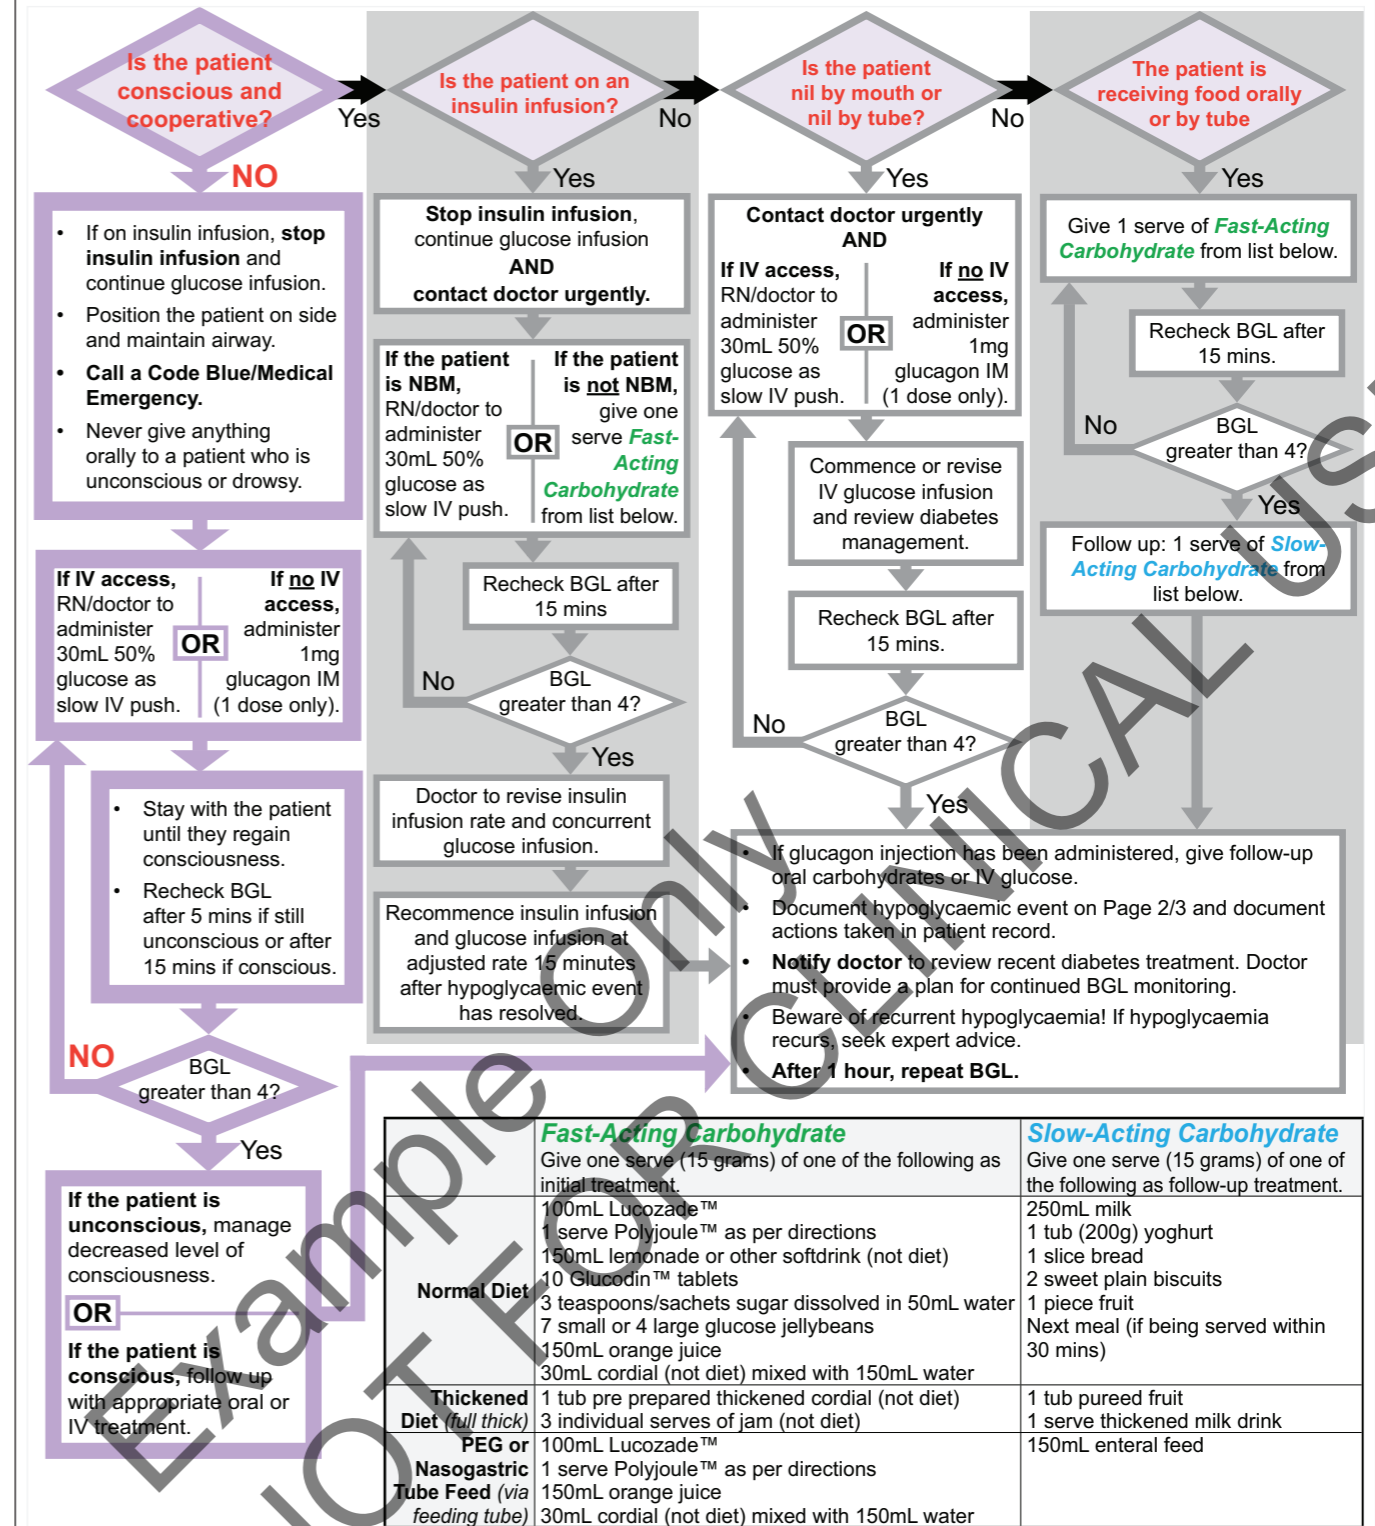 Is the patient
conscious and
cooperative?
Yes
NO
• If on insulin infusion, stop
insulin infusion and
continue glucose infusion.
• Position the patient on side
and maintain airway.
• Call a Code Blue/Medical
Emergency.
• Never give anything
orally to a patient who is
unconscious or drowsy.
If IV access,
RN/doctor to
administer
30mL 50%
glucose as
slow IV push.
OR
If no IV
access,
administer
1mg
glucagon IM
(1 dose only).
• Stay with the patient
until they regain
consciousness.
• Recheck BGL
after 5 mins if still
unconscious or after
15 mins if conscious.
NO
BGL
greater than 4?
Yes
If the patient is
unconscious, manage
decreased level of
consciousness.
OR
If the patient is
conscious, follow up
with appropriate oral or
IV treatment.
Is the patient on an
insulin infusion?
No
Yes
Stop insulin infusion,
continue glucose infusion
AND
contact doctor urgently.
If the patient
is NBM,
RN/doctor to
administer
30mL 50%
glucose as
slow IV push.
OR
If the patient
is not NBM,
give one
serve Fast-
Acting
Carbohydrate
from list below.
Recheck BGL after
15 mins
No
BGL
greater than 4?
Yes
Doctor to revise insulin
infusion rate and concurrent
glucose infusion.
Recommence insulin infusion
and glucose infusion at
adjusted rate 15 minutes
after hypoglycaemic event
has resolved.
Is the patient
nil by mouth or
nil by tube?
No
Yes
Contact doctor urgently
AND
If IV access,
RN/doctor to
administer
30mL 50%
glucose as
slow IV push.
OR
If no IV
access,
administer
1mg
glucagon IM
(1 dose only).
Commence or revise
IV glucose infusion
and review diabetes
management.
Recheck BGL after
15 mins.
No
BGL
greater than 4?
Yes
The patient is
receiving food orally
or by tube
Yes
Give 1 serve of Fast-Acting
Carbohydrate from list below.
Recheck BGL after
15 mins.
No
BGL
greater than 4?
Yes
Follow up: 1 serve of Slow-
Acting Carbohydrate from
list below.
• If glucagon injection has been administered, give follow-up
oral carbohydrates or IV glucose.
• Document hypoglycaemic event on Page 2/3 and document
actions taken in patient record.
• Notify doctor to review recent diabetes treatment. Doctor
must provide a plan for continued BGL monitoring.
• Beware of recurrent hypoglycaemia! If hypoglycaemia
recurs, seek expert advice.
• After 1 hour, repeat BGL.
Fast-Acting Carbohydrate
Give one serve (15 grams) of one of the following as
initial treatment.
Slow-Acting Carbohydrate
Give one serve (15 grams) of one of
the following as follow-up treatment.
Normal Diet
100mL Lucozade™
1 serve Polyjoule™ as per directions
150mL lemonade or other softdrink (not diet)
10 Glucodin™ tablets
3 teaspoons/sachets sugar dissolved in 50mL water
7 small or 4 large glucose jellybeans
150mL orange juice
30mL cordial (not diet) mixed with 150mL water
250mL milk
1 tub (200g) yoghurt
1 slice bread
2 sweet plain biscuits
1 piece fruit
Next meal (if being served within
30 mins)
Thickened
Diet (full thick)
1 tub pre prepared thickened cordial (not diet)
3 individual serves of jam (not diet)
1 tub pureed fruit
1 serve thickened milk drink
PEG or
Nasogastric
Tube Feed (via
feeding tube)
100mL Lucozade™
1 serve Polyjoule™ as per directions
150mL orange juice
30mL cordial (not diet) mixed with 150mL water
150mL enteral feed
Example Only
NOT FOR CLINICAL US